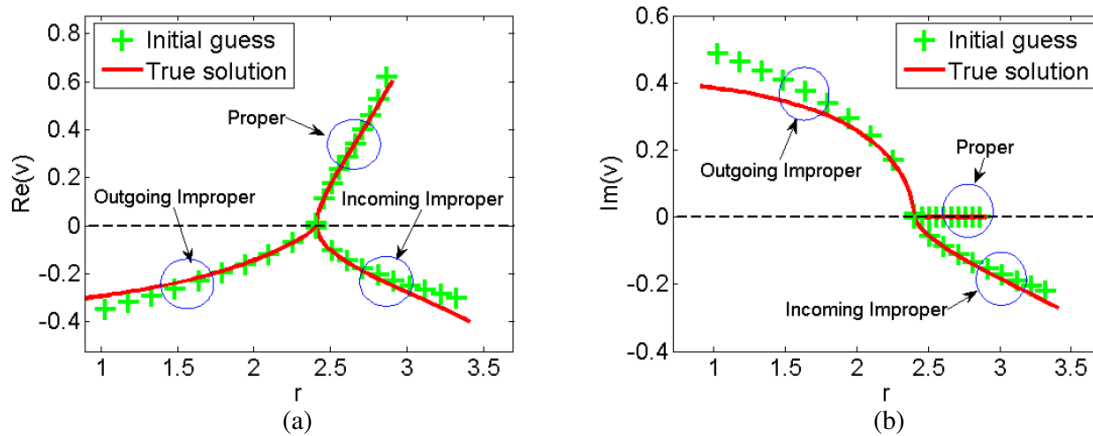 0.8
0.6
0.4
0.2
0
-0.2
-0.4
Re(v)
Initial guess
True solution
Proper
Outgoing Improper
Incoming Improper
1
1.5
2
2.5
3
3.5
r
(a)
0.6
0.4
0.2
0
-0.2
-0.4
Im(v)
Initial guess
True solution
Outgoing Improper
Proper
Incoming Improper
1
1.5
2
2.5
3
3.5
r
(b)